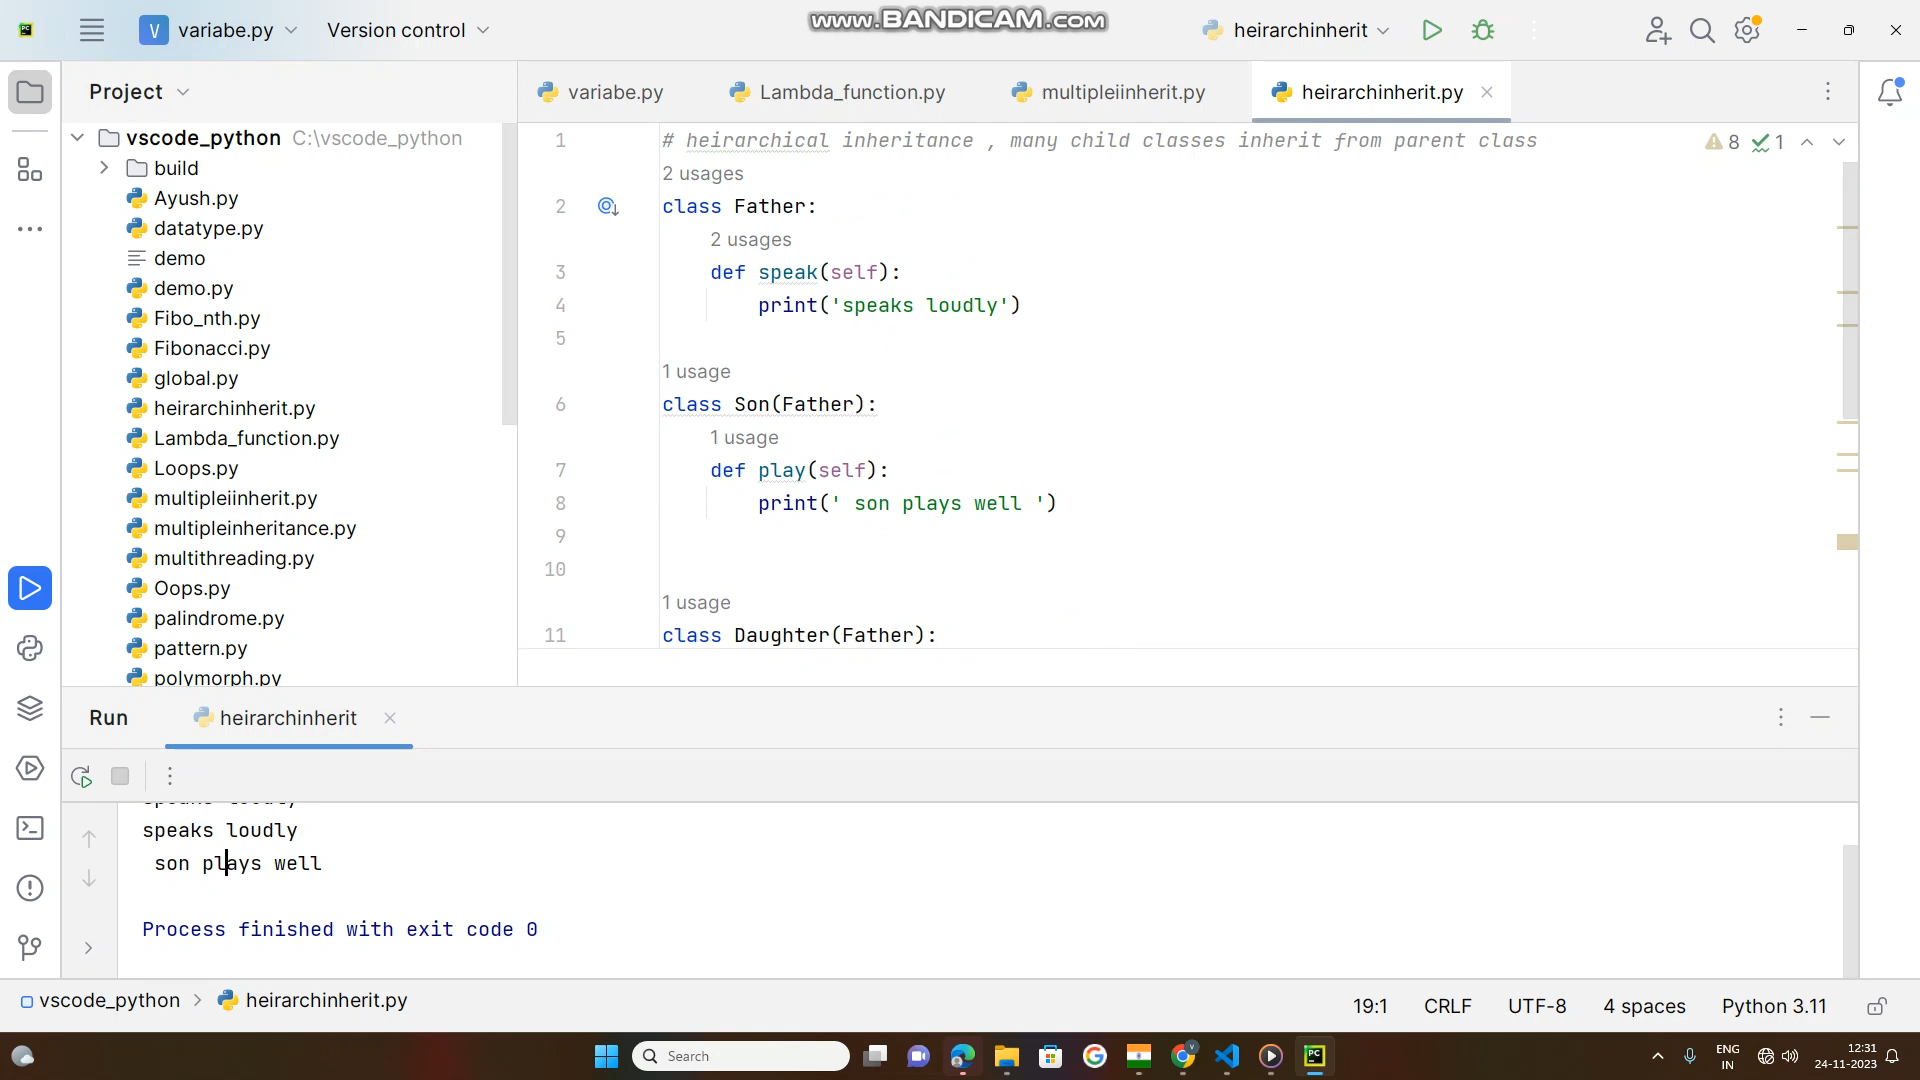 PC
V variabe.py
Version control
www.BANDICAM.com
heirarchinherit
Project
variabe.py
Lambda_function.py
multipleiinherit.py
heirarchinherit.py
vscode_python C:\vscode_python
build
Ayush.py
datatype.py
demo
demo.py
Fibo_nth.py
Fibonacci.py
global.py
heirarchinherit.py
Lambda_function.py
Loops.py
multipleiinherit.py
multipleinheritance.py
multithreading.py
Oops.py
palindrome.py
pattern.py
polymorph.py
1 # heirarchical inheritance , many child classes inherit from parent class
8 1
2 usages
2 class Father:
2 usages
3 def speak(self):
4 print('speaks loudly')
5
1 usage
6 class Son(Father):
1 usage
7 def play(self):
8 print(' son plays well ')
9
10
1 usage
11 class Daughter(Father):
Run
heirarchinherit
speaks loudly
speaks loudly
son plays well
Process finished with exit code 0
vscode_python > heirarchinherit.py
19:1
CRLF
UTF-8
4 spaces
Python 3.11
Search
PC
ENG
IN
12:31
24-11-2023